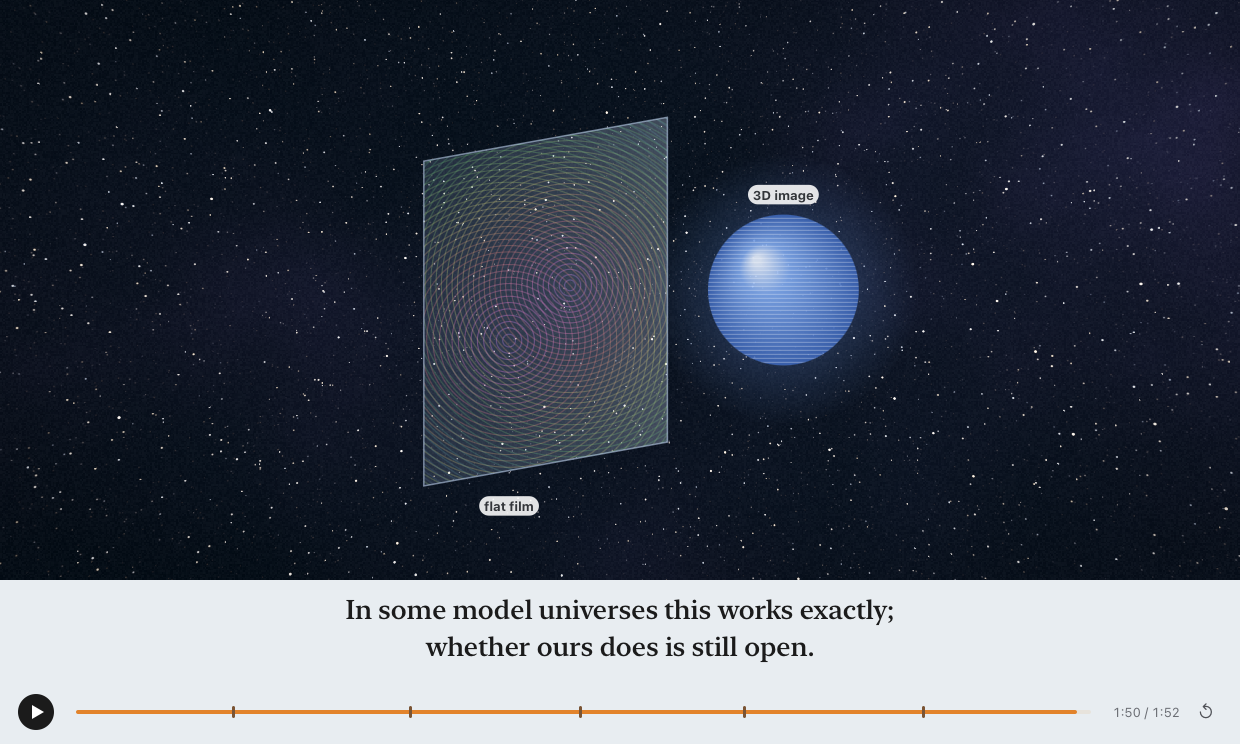 3D image
flat film
In some model universes this works exactly;
whether ours does is still open.
1:50 / 1:52